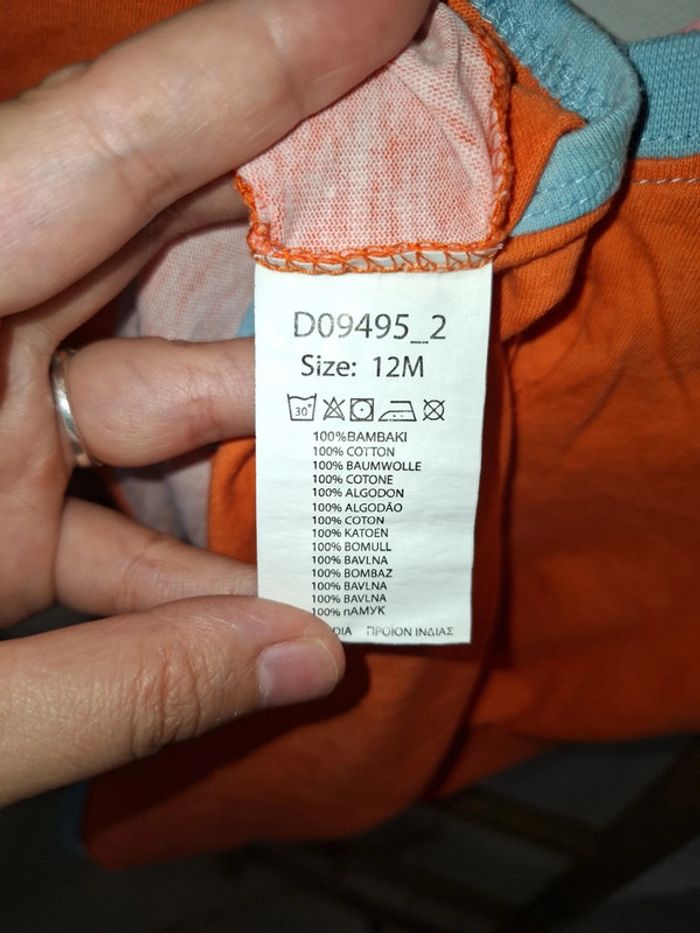 D09495_2
Size: 12M
30°
100%BAMBAKI
100% COTTON
100% BAUMWOLLE
100% COTONE
100% ALGODON
100% ALGODÃO
100% COTON
100% KATOEN
100% BOMULL
100% BAVLNA
100% BOMBAZ
100% BAVLNA
100% BAVLNA
100% пАМУК
ΠΡΟΪΟΝ ΙΝΔΙΑΣ